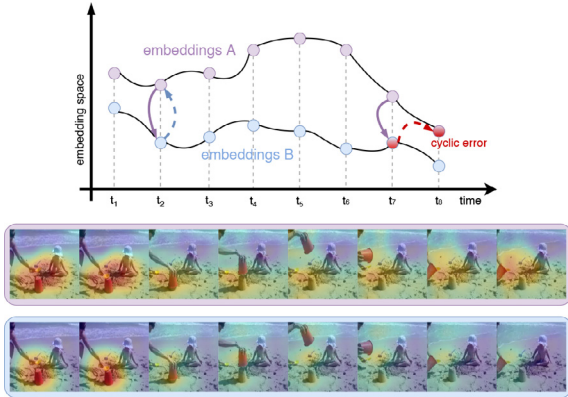 embeddings A
embedding space
embeddings B
cyclic error
t1 t2 t3 t4 t5 t6 t7 t8 time